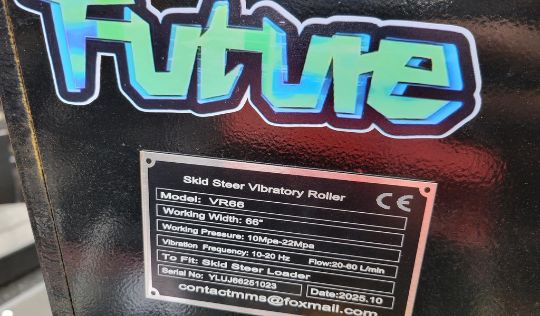 Future
Skid Steer Vibratory Roller
CE
Model: VR66
Working Width: 66"
Working Pressure: 10Mpa-22Mpa
Vibration Frequency: 10-20 Hz Flow:20-60 L/min
To Fit: Skid Steer Loader
Serial No: YLUJ66251023 Date:2025.10
contactmms@foxmail.com